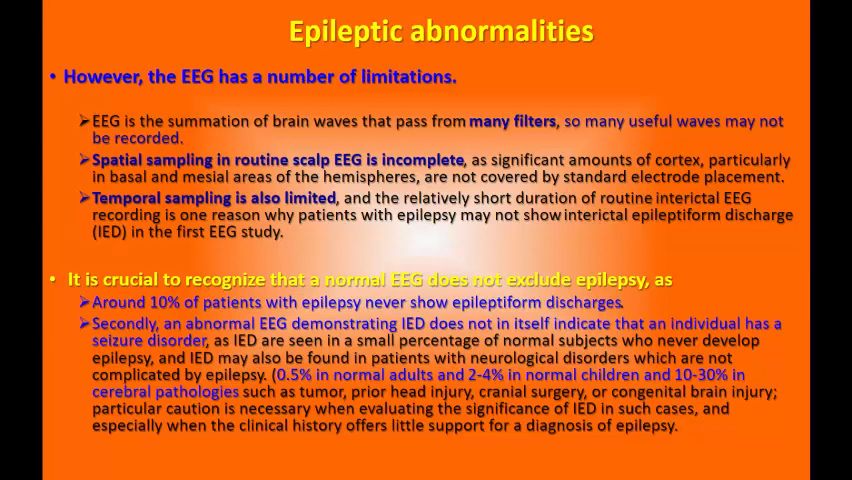 Epileptic abnormalities
• However, the EEG has a number of limitations.
➢EEG is the summation of brain waves that pass from many filters, so many useful waves may not
be recorded.
➢Spatial sampling in routine scalp EEG is incomplete, as significant amounts of cortex, particularly
in basal and mesial areas of the hemispheres, are not covered by standard electrode placement.
➢Temporal sampling is also limited, and the relatively short duration of routine interictal EEG
recording is one reason why patients with epilepsy may not show interictal epileptiform discharge
(IED) in the first EEG study.
• It is crucial to recognize that a normal EEG does not exclude epilepsy, as
➢Around 10% of patients with epilepsy never show epileptiform discharges.
➢Secondly, an abnormal EEG demonstrating IED does not in itself indicate that an individual has a
seizure disorder, as IED are seen in a small percentage of normal subjects who never develop
epilepsy, and IED may also be found in patients with neurological disorders which are not
complicated by epilepsy. (0.5% in normal adults and 2-4% in normal children and 10-30% in
cerebral pathologies such as tumor, prior head injury, cranial surgery, or congenital brain injury;
particular caution is necessary when evaluating the significance of IED in such cases, and
especially when the clinical history offers little support for a diagnosis of epilepsy.